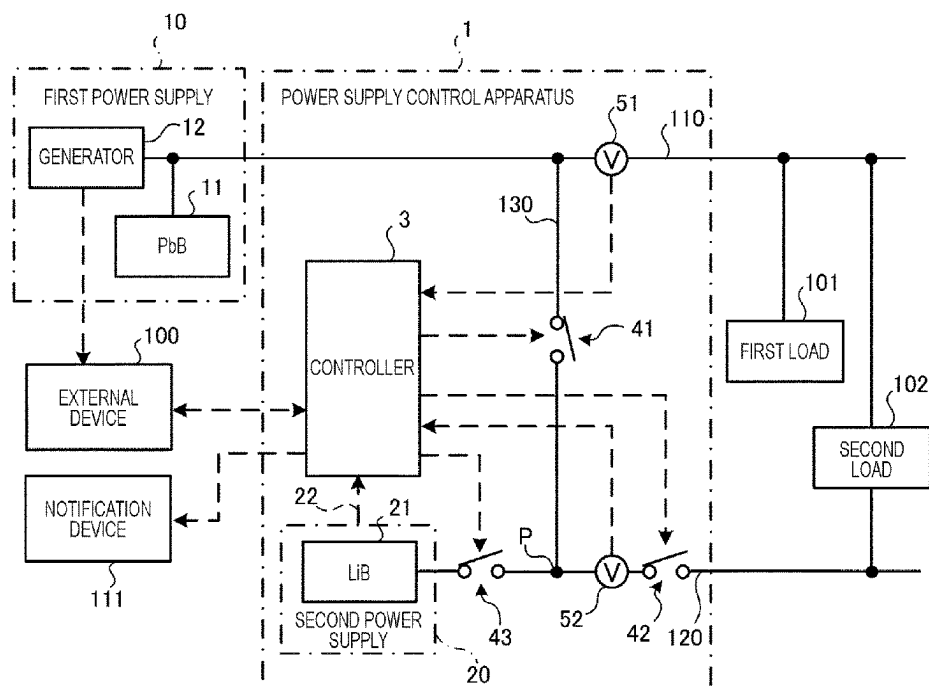 10
1
FIRST POWER SUPPLY
POWER SUPPLY CONTROL APPARATUS
12
51
110
GENERATOR
V
11
PbB
130
3
101
41
100
CONTROLLER
FIRST LOAD
102
EXTERNAL
DEVICE
SECOND
LOAD
22
21
NOTIFICATION
DEVICE
P
LiB
V
111
SECOND POWER
SUPPLY
43
52
42
120
20